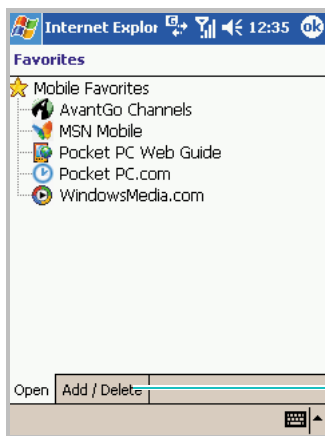 Internet Explor 12:35 ok
Favorites
Mobile Favorites
AvantGo Channels
MSN Mobile
Pocket PC Web Guide
Pocket PC.com
WindowsMedia.com
Open Add / Delete